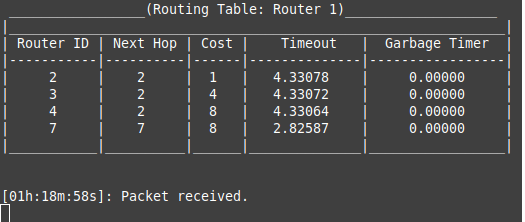 (Routing Table: Router 1)
Router ID | Next Hop | Cost | Timeout | Garbage Timer
2 | 2 | 1 | 4.33078 | 0.00000
3 | 2 | 4 | 4.33072 | 0.00000
4 | 2 | 8 | 4.33064 | 0.00000
7 | 7 | 8 | 2.82587 | 0.00000
[01h:18m:58s]: Packet received.